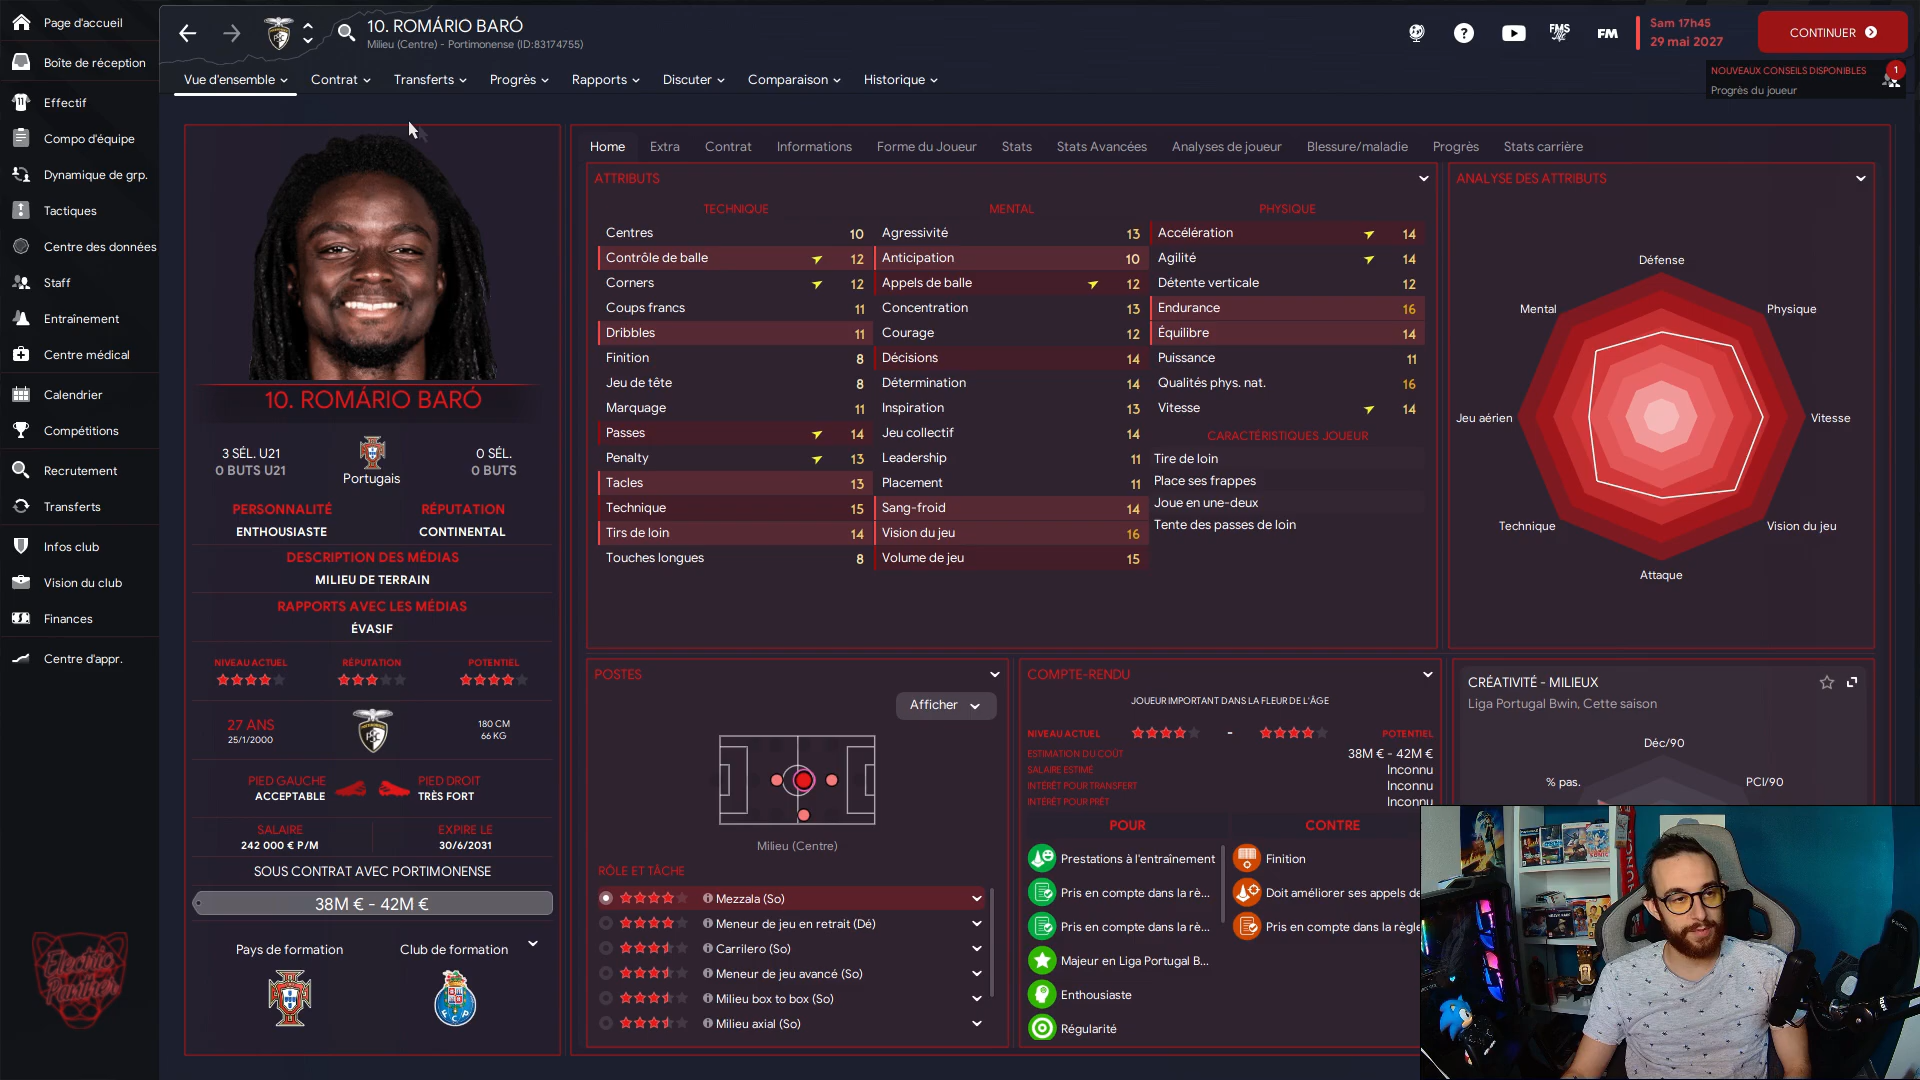 Page d'accueil
Boîte de réception
Effectif
Compo d'équipe
Dynamique de grp.
Tactiques
Centre des données
Staff
Entraînement
Centre médical
Calendrier
Compétitions
Recrutement
Transferts
Infos club
Vision du club
Finances
Centre d'appr.
Electric Panther
10. ROMÁRIO BARÓ
Milieu (Centre) - Portimonense (ID:83174755)
FMS
FM
Sam 17h45
29 mai 2027
CONTINUER
NOUVEAUX CONSEILS DISPONIBLES
Progrès du joueur
1
Vue d'ensemble
Contrat
Transferts
Progrès
Rapports
Discuter
Comparaison
Historique
10. ROMÁRIO BARÓ
3 SÉL. U21
0 BUTS U21
Portugais
0 SÉL.
0 BUTS
PERSONNALITÉ
ENTHOUSIASTE
RÉPUTATION
CONTINENTAL
DESCRIPTION DES MÉDIAS
MILIEU DE TERRAIN
RAPPORTS AVEC LES MÉDIAS
ÉVASIF
NIVEAU ACTUEL
RÉPUTATION
POTENTIEL
27 ANS
25/1/2000
180 CM
66 KG
PIED GAUCHE
ACCEPTABLE
PIED DROIT
TRÈS FORT
SALAIRE
242 000 € P/M
EXPIRE LE
30/6/2031
SOUS CONTRAT AVEC PORTIMONENSE
38M € - 42M €
Pays de formation
Club de formation
Home
Extra
Contrat
Informations
Forme du Joueur
Stats
Stats Avancées
Analyses de joueur
Blessure/maladie
Progrès
Stats carrière
ATTRIBUTS
TECHNIQUE
Centres 10
Contrôle de balle 12
Corners 12
Coups francs 11
Dribbles 11
Finition 8
Jeu de tête 8
Marquage 11
Passes 14
Penalty 13
Tacles 13
Technique 15
Tirs de loin 14
Touches longues 8
MENTAL
Agressivité 13
Anticipation 10
Appels de balle 12
Concentration 13
Courage 12
Décisions 14
Détermination 14
Inspiration 13
Jeu collectif 14
Leadership 11
Placement 11
Sang-froid 14
Vision du jeu 16
Volume de jeu 15
PHYSIQUE
Accélération 14
Agilité 14
Détente verticale 12
Endurance 16
Équilibre 14
Puissance 11
Qualités phys. nat. 16
Vitesse 14
CARACTÉRISTIQUES JOUEUR
Tire de loin
Place ses frappes
Joue en une-deux
Tente des passes de loin
ANALYSE DES ATTRIBUTS
Défense
Mental
Physique
Jeu aérien
Vitesse
Technique
Vision du jeu
Attaque
POSTES
Afficher
Milieu (Centre)
RÔLE ET TÂCHE
Mezzala (So)
Meneur de jeu en retrait (Dé)
Carrilero (So)
Meneur de jeu avancé (So)
Milieu box to box (So)
Milieu axial (So)
COMPTE-RENDU
JOUEUR IMPORTANT DANS LA FLEUR DE L'ÂGE
NIVEAU ACTUEL - POTENTIEL
ESTIMATION DU COÛT 38M € - 42M €
SALAIRE ESTIMÉ Inconnu
INTÉRÊT POUR TRANSFERT Inconnu
INTÉRÊT POUR PRÊT Inconnu
POUR
Prestations à l'entraînement
Pris en compte dans la rè...
Pris en compte dans la rè...
Majeur en Liga Portugal B...
Enthousiaste
Régularité
CONTRE
Finition
Doit améliorer ses appels de
Pris en compte dans la règle
CRÉATIVITÉ - MILIEUX
Liga Portugal Bwin, Cette saison
Déc/90
% pas.
PCI/90